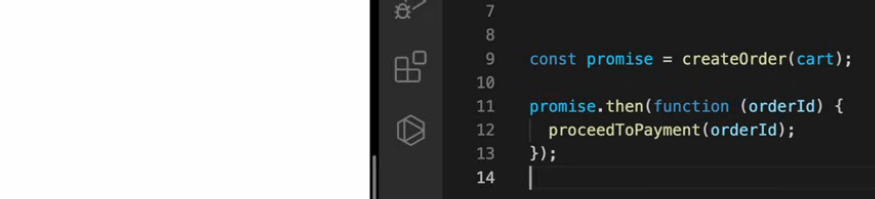 7
8
9 const promise = createOrder(cart);
10
11 promise.then(function (orderId) {
12 proceedToPayment(orderId);
13 });
14